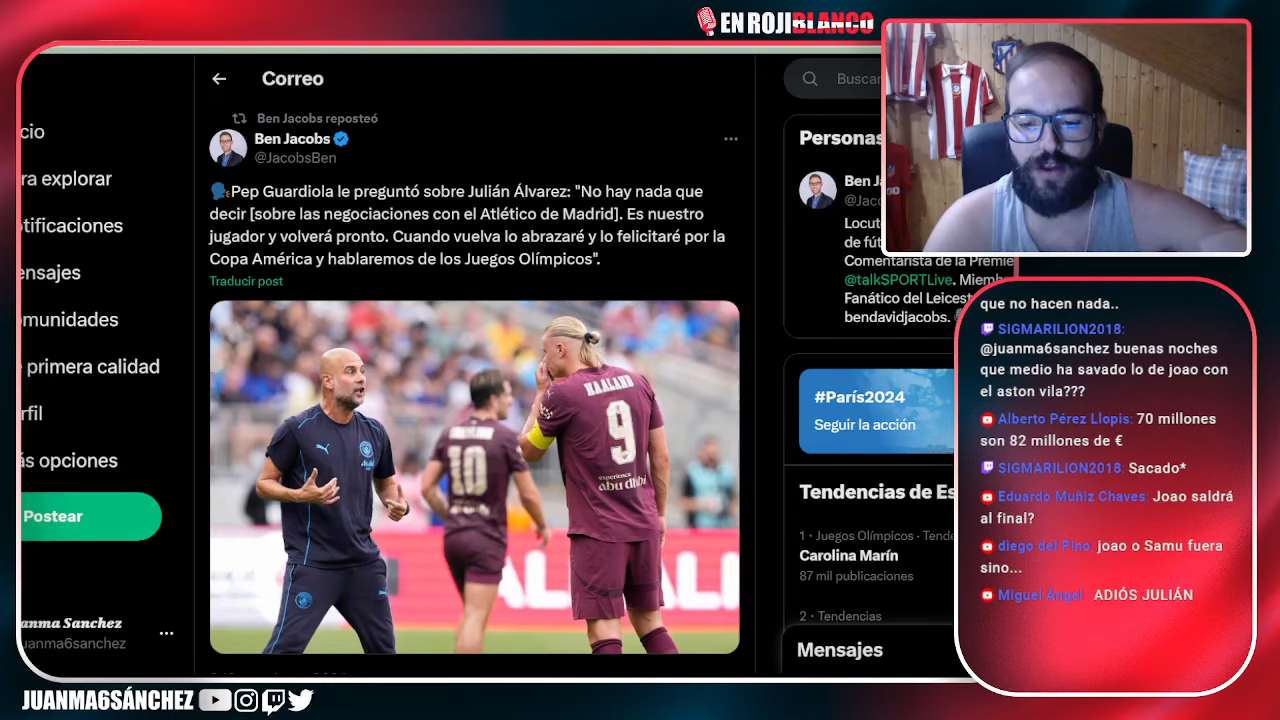 EN ROJIBLANCO
Correo
Ben Jacobs reposteó
Ben Jacobs
@JacobsBen
🗣️Pep Guardiola le preguntó sobre Julián Álvarez: "No hay nada que
decir [sobre las negociaciones con el Atlético de Madrid]. Es nuestro
jugador y volverá pronto. Cuando vuelva lo abrazaré y lo felicitaré por la
Copa América y hablaremos de los Juegos Olímpicos".
Traducir post
HAALAND
9
experience
abu dhabi
10
cio
ra explorar
tificaciones
ensajes
omunidades
e primera calidad
rfil
ás opciones
Postear
anma Sanchez
uanma6sanchez
Buscar
Personas
Ben Ja
@Jaco
Locuto
de fút
Comentarista de la Premie
@talkSPORTLive. Miemb
Fanático del Leicest
bendavidjacobs.
#París2024
Seguir la acción
Tendencias de Es
1 · Juegos Olímpicos · Tende
Carolina Marín
87 mil publicaciones
2 · Tendencias
Mensajes
que no hacen nada..
SIGMARILION2018:
@juanma6sanchez buenas noches
que medio ha savado lo de joao con
el aston vila???
Alberto Pérez Llopis: 70 millones
son 82 millones de €
SIGMARILION2018: Sacado*
Eduardo Muñiz Chaves: Joao saldrá
al final?
diego del Pino: joao o Samu fuera
sino...
Miguel Angel: ADIÓS JULIÁN
JUANMA6SÁNCHEZ